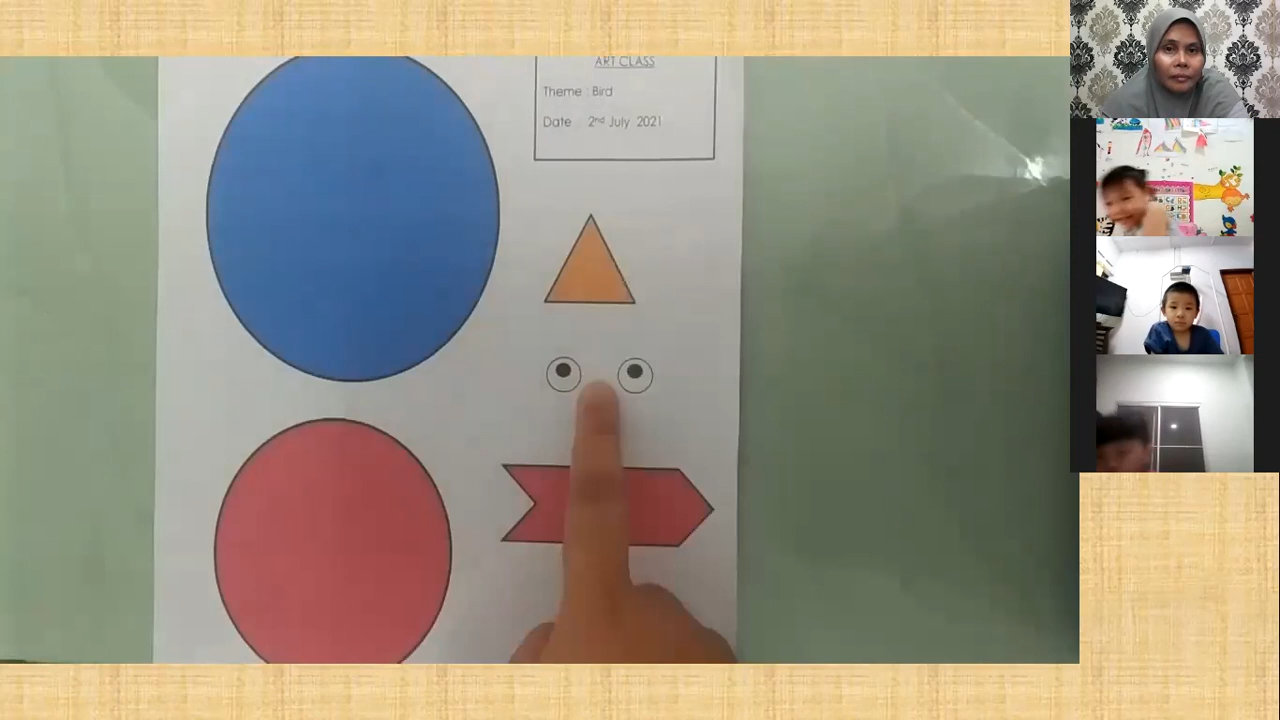 ART CLASS
Theme : Bird
Date : 2nd July 2021